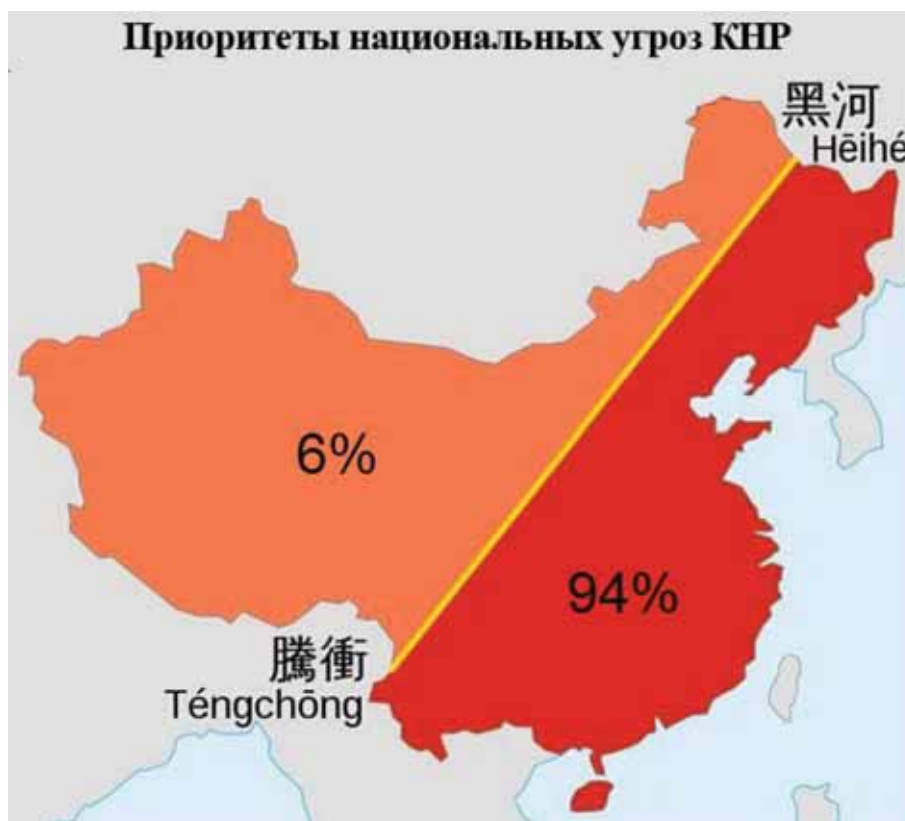 Приоритеты национальных угроз КНР
黑河
Hēihé
6%
94%
騰衝
Téngchōng